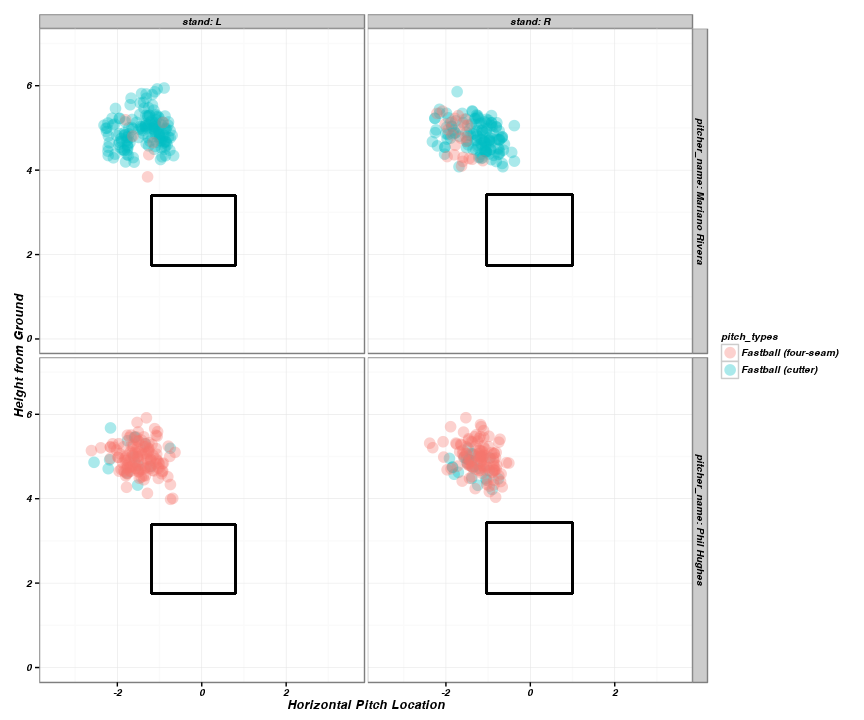 stand: L
stand: R
6
4
2
0
pitcher_name: Mariano Rivera
6
4
2
0
pitcher_name: Phil Hughes
Height from Ground
-2
0
2
-2
0
2
Horizontal Pitch Location
pitch_types
Fastball (four-seam)
Fastball (cutter)